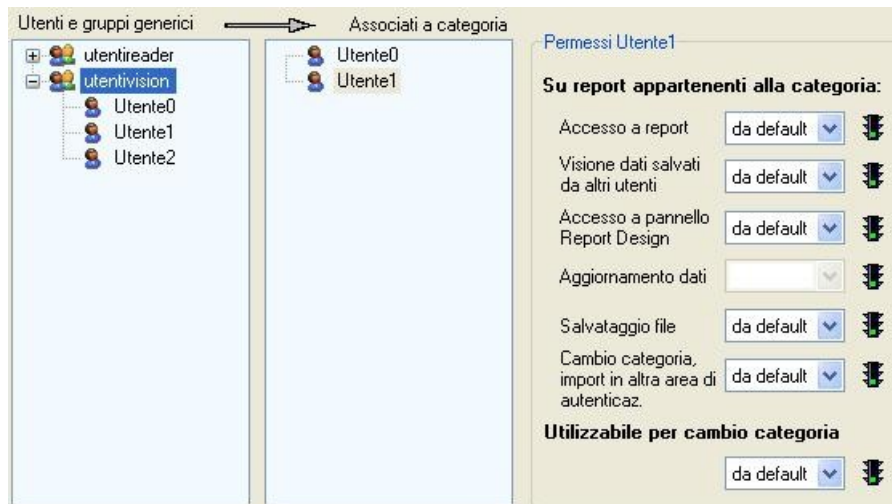 Utenti e gruppi generici
Associati a categoria
utentireader
utentivision
Utente0
Utente1
Utente2
Utente0
Utente1
Permessi Utente1
Su report appartenenti alla categoria:
Accesso a report
da default
Visione dati salvati
da altri utenti
da default
Accesso a pannello
Report Design
da default
Aggiornamento dati
Salvataggio file
da default
Cambio categoria,
import in altra area di
autenticaz.
da default
Utilizzabile per cambio categoria
da default